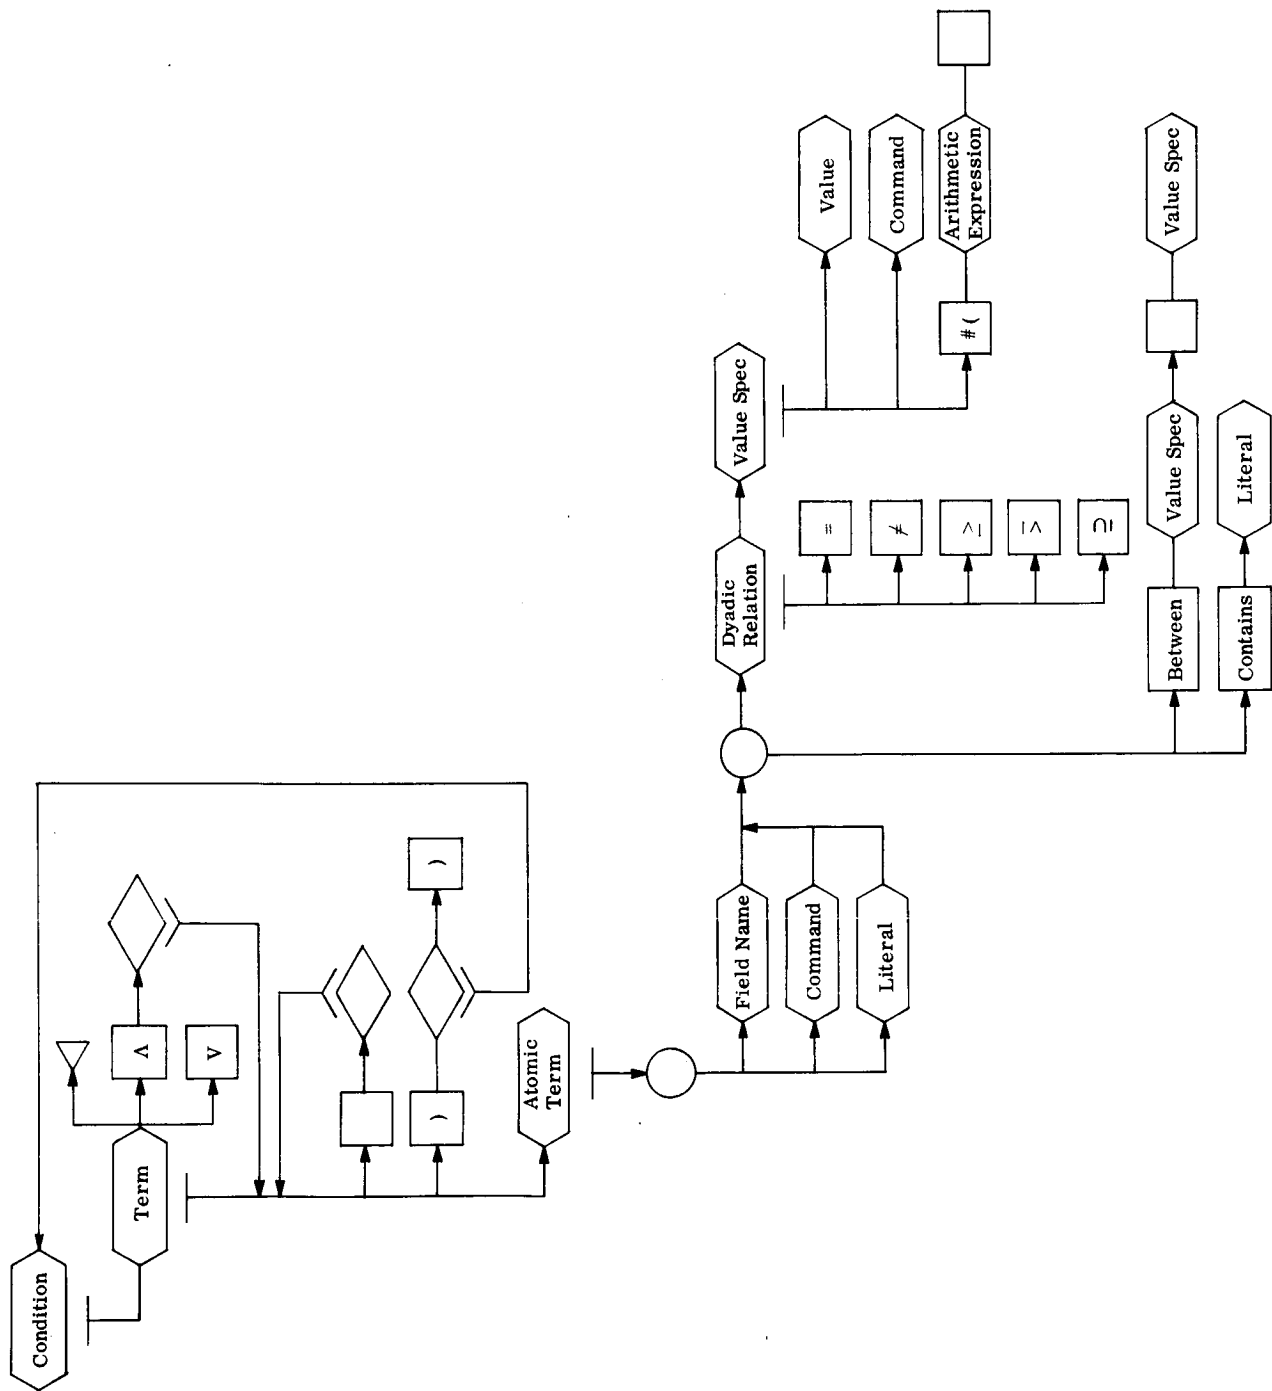 Condition
Term
Λ
V
(
)
Atomic
Term
Field Name
Command
Literal
Dyadic
Relation
=
≠
≥
≤
⊇
Value Spec
Value
Command
#(
Arithmetic
Expression
Between
Value Spec
Value Spec
Contains
Literal